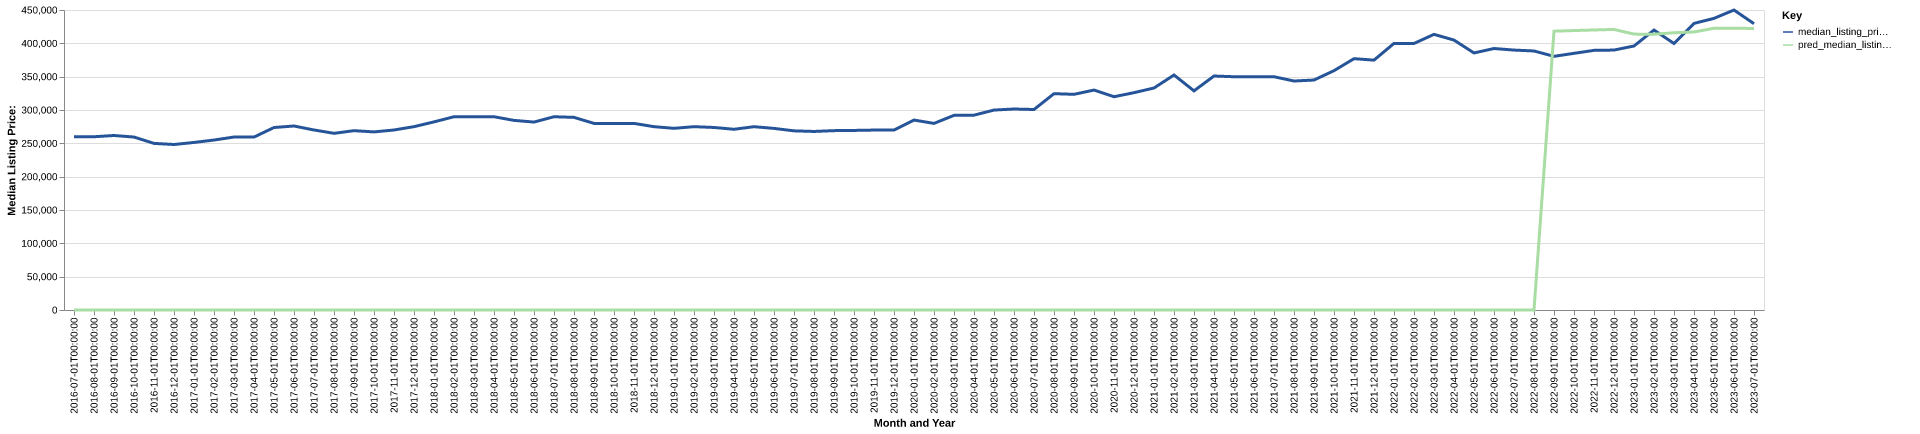 450,000
400,000
350,000
300,000
250,000
200,000
150,000
100,000
50,000
0
Median Listing Price:
2016-07-01T00:00:00
2016-08-01T00:00:00
2016-09-01T00:00:00
2016-10-01T00:00:00
2016-11-01T00:00:00
2016-12-01T00:00:00
2017-01-01T00:00:00
2017-02-01T00:00:00
2017-03-01T00:00:00
2017-04-01T00:00:00
2017-05-01T00:00:00
2017-06-01T00:00:00
2017-07-01T00:00:00
2017-08-01T00:00:00
2017-09-01T00:00:00
2017-10-01T00:00:00
2017-11-01T00:00:00
2017-12-01T00:00:00
2018-01-01T00:00:00
2018-02-01T00:00:00
2018-03-01T00:00:00
2018-04-01T00:00:00
2018-05-01T00:00:00
2018-06-01T00:00:00
2018-07-01T00:00:00
2018-08-01T00:00:00
2018-09-01T00:00:00
2018-10-01T00:00:00
2018-11-01T00:00:00
2018-12-01T00:00:00
2019-01-01T00:00:00
2019-02-01T00:00:00
2019-03-01T00:00:00
2019-04-01T00:00:00
2019-05-01T00:00:00
2019-06-01T00:00:00
2019-07-01T00:00:00
2019-08-01T00:00:00
2019-09-01T00:00:00
2019-10-01T00:00:00
2019-11-01T00:00:00
2019-12-01T00:00:00
2020-01-01T00:00:00
2020-02-01T00:00:00
2020-03-01T00:00:00
2020-04-01T00:00:00
2020-05-01T00:00:00
2020-06-01T00:00:00
2020-07-01T00:00:00
2020-08-01T00:00:00
2020-09-01T00:00:00
2020-10-01T00:00:00
2020-11-01T00:00:00
2020-12-01T00:00:00
2021-01-01T00:00:00
2021-02-01T00:00:00
2021-03-01T00:00:00
2021-04-01T00:00:00
2021-05-01T00:00:00
2021-06-01T00:00:00
2021-07-01T00:00:00
2021-08-01T00:00:00
2021-09-01T00:00:00
2021-10-01T00:00:00
2021-11-01T00:00:00
2021-12-01T00:00:00
2022-01-01T00:00:00
2022-02-01T00:00:00
2022-03-01T00:00:00
2022-04-01T00:00:00
2022-05-01T00:00:00
2022-06-01T00:00:00
2022-07-01T00:00:00
2022-08-01T00:00:00
2022-09-01T00:00:00
2022-10-01T00:00:00
2022-11-01T00:00:00
2022-12-01T00:00:00
2023-01-01T00:00:00
2023-02-01T00:00:00
2023-03-01T00:00:00
2023-04-01T00:00:00
2023-05-01T00:00:00
2023-06-01T00:00:00
2023-07-01T00:00:00
Month and Year
Key
median_listing_pri…
pred_median_listin…